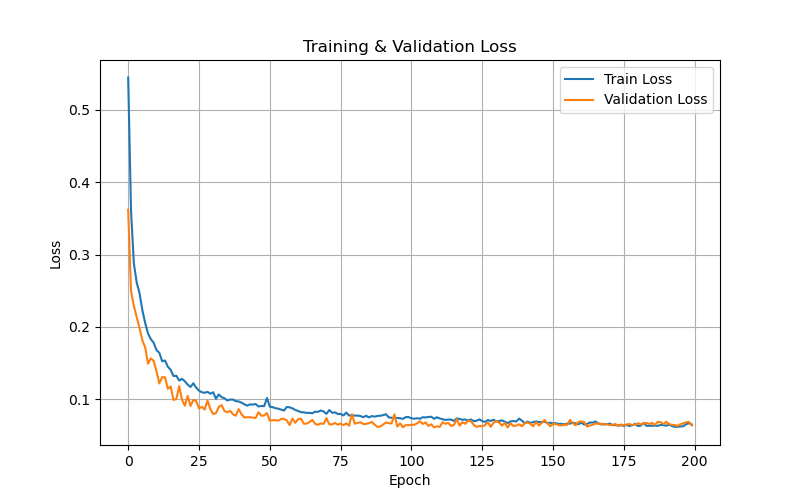 Training & Validation Loss
Train Loss
Validation Loss
0.5
0.4
0.3
0.2
0.1
Loss
0 25 50 75 100 125 150 175 200
Epoch